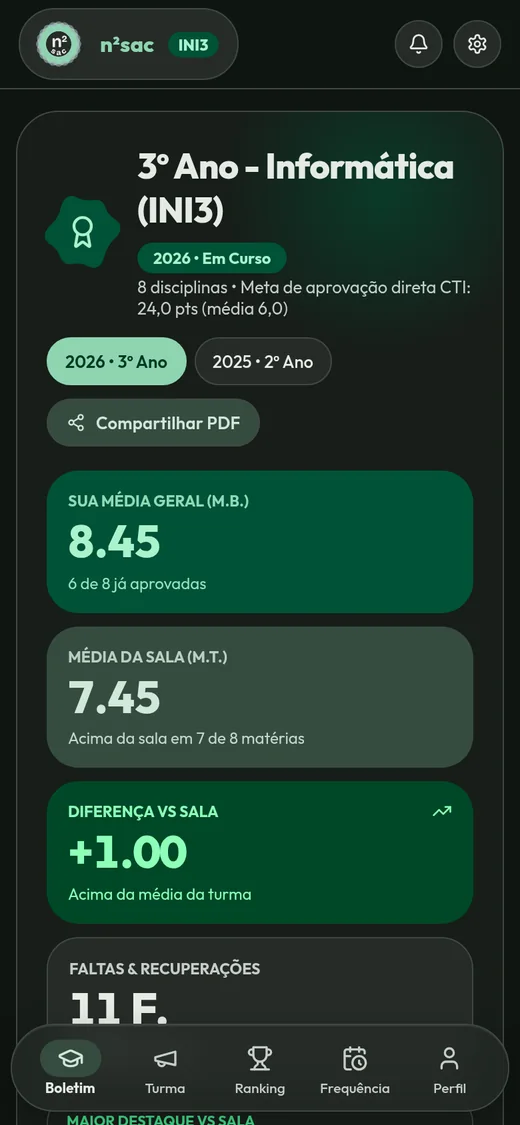 n²
sac
n²sac
INI3
3º Ano - Informática
(INI3)
2026 • Em Curso
8 disciplinas • Meta de aprovação direta CTI:
24,0 pts (média 6,0)
2026 • 3º Ano
2025 • 2º Ano
Compartilhar PDF
SUA MÉDIA GERAL (M.B.)
8.45
6 de 8 já aprovadas
MÉDIA DA SALA (M.T.)
7.45
Acima da sala em 7 de 8 matérias
DIFERENÇA VS SALA
+1.00
Acima da média da turma
FALTAS & RECUPERAÇÕES
11 F.
Boletim
Turma
Ranking
Frequência
Perfil
MAIOR DESTAQUE VS SALA